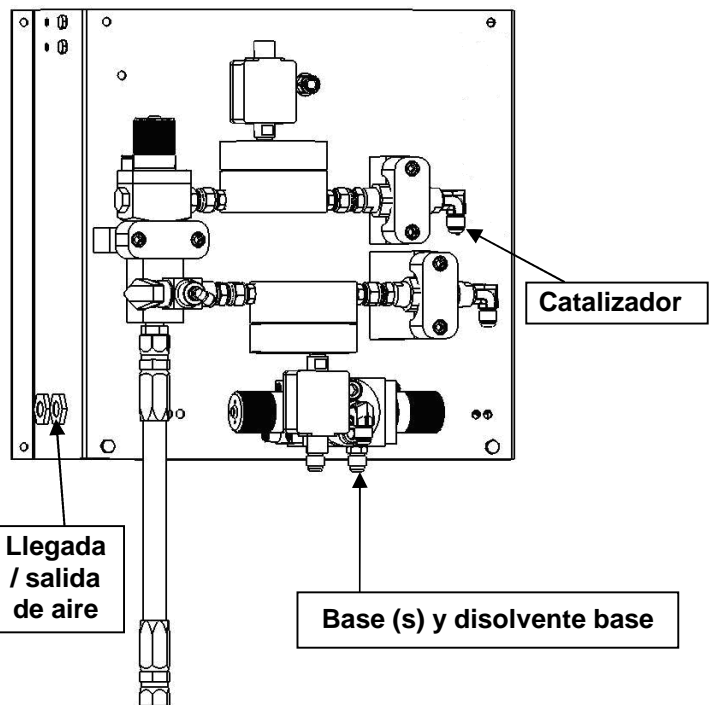 Catalizador
Llegada
/ salida
de aire
Base (s) y disolvente base